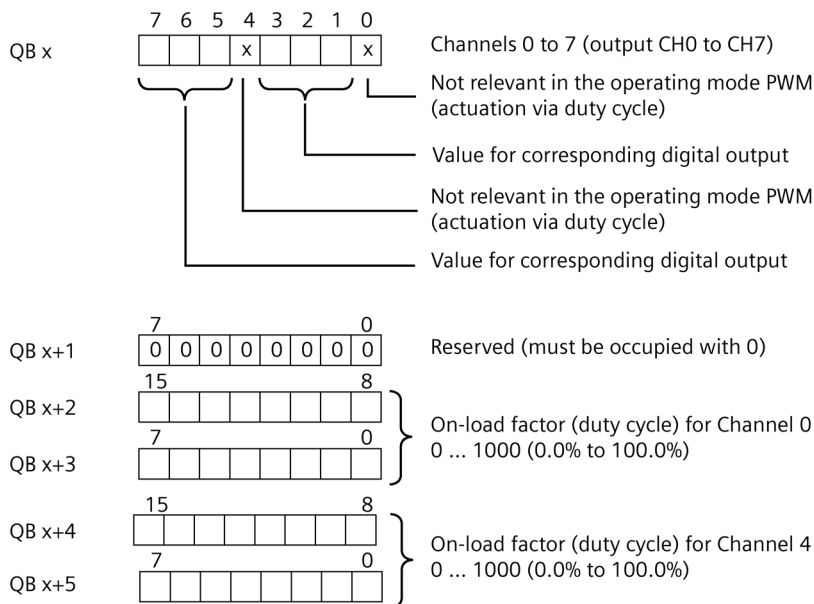 7 6 5 4 3 2 1 0
QB x x x Channels 0 to 7 (output CH0 to CH7)
Not relevant in the operating mode PWM
(actuation via duty cycle)
Value for corresponding digital output
Not relevant in the operating mode PWM
(actuation via duty cycle)
Value for corresponding digital output
7 0
QB x+1 0 0 0 0 0 0 0 0 Reserved (must be occupied with 0)
15 8
QB x+2
On-load factor (duty cycle) for Channel 0
7 0
0 ... 1000 (0.0% to 100.0%)
QB x+3
15 8
QB x+4
On-load factor (duty cycle) for Channel 4
7 0
0 ... 1000 (0.0% to 100.0%)
QB x+5